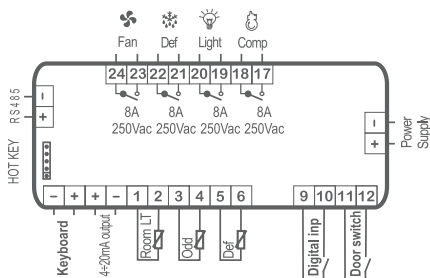 Fan Def Light Comp
24 23 22 21 20 19 18 17
8A 8A 8A 8A
250Vac 250Vac 250Vac 250Vac
RS485
-
+
HOT KEY
-
+
Power
Supply
- + + - 1 2 3 4 5 6 9 10 11 12
Keyboard
4÷20mA output
Room LT
Odd
Def
Digital inp
Door switch